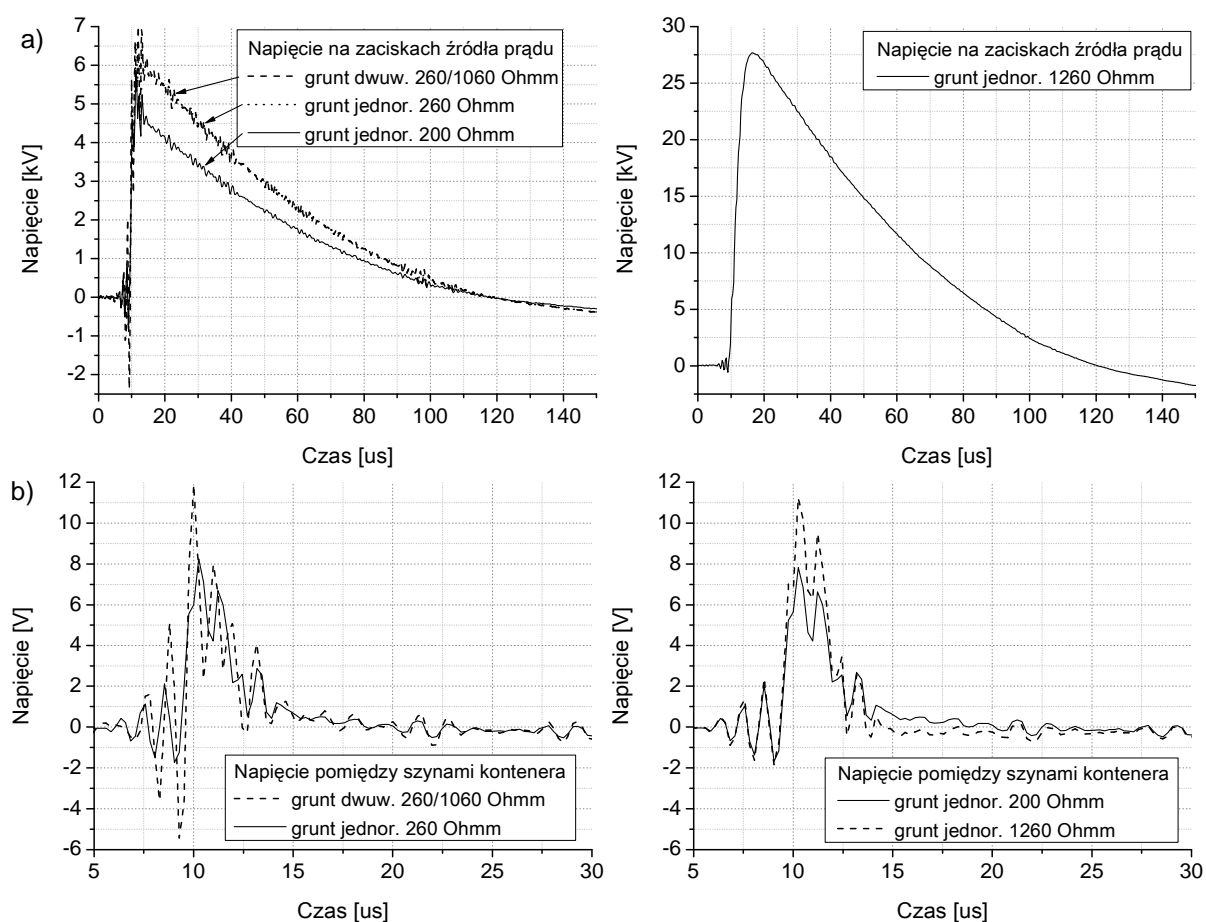 a)
7
6
5
4
3
2
1
0
-1
-2
Napięcie [kV]
Napięcie na zaciskach źródła prądu
grunt dwuw. 260/1060 Ohmm
grunt jednor. 260 Ohmm
grunt jednor. 200 Ohmm
0 20 40 60 80 100 120 140
Czas [us]
30
25
20
15
10
5
0
Napięcie [kV]
Napięcie na zaciskach źródła prądu
grunt jednor. 1260 Ohmm
0 20 40 60 80 100 120 140
Czas [us]
b)
12
10
8
6
4
2
0
-2
-4
-6
Napięcie [V]
Napięcie pomiędzy szynami kontenera
grunt dwuw. 260/1060 Ohmm
grunt jednor. 260 Ohmm
5 10 15 20 25 30
Czas [us]
12
10
8
6
4
2
0
-2
-4
-6
Napięcie [V]
Napięcie pomiędzy szynami kontenera
grunt jednor. 200 Ohmm
grunt jednor. 1260 Ohmm
5 10 15 20 25 30
Czas [us]